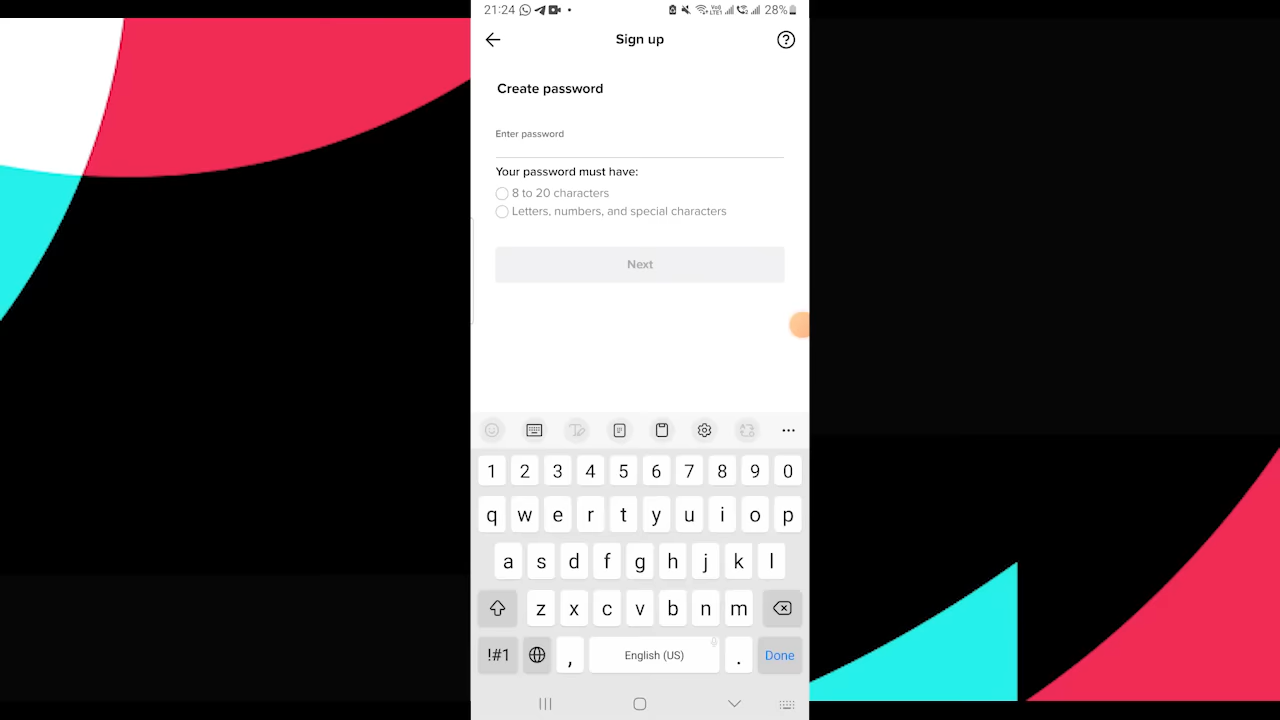 21:24 28%
Sign up
Create password
Enter password
Your password must have:
8 to 20 characters
Letters, numbers, and special characters
Next
1 2 3 4 5 6 7 8 9 0
q w e r t y u i o p
a s d f g h j k l
z x c v b n m
!#1 , English (US) . Done